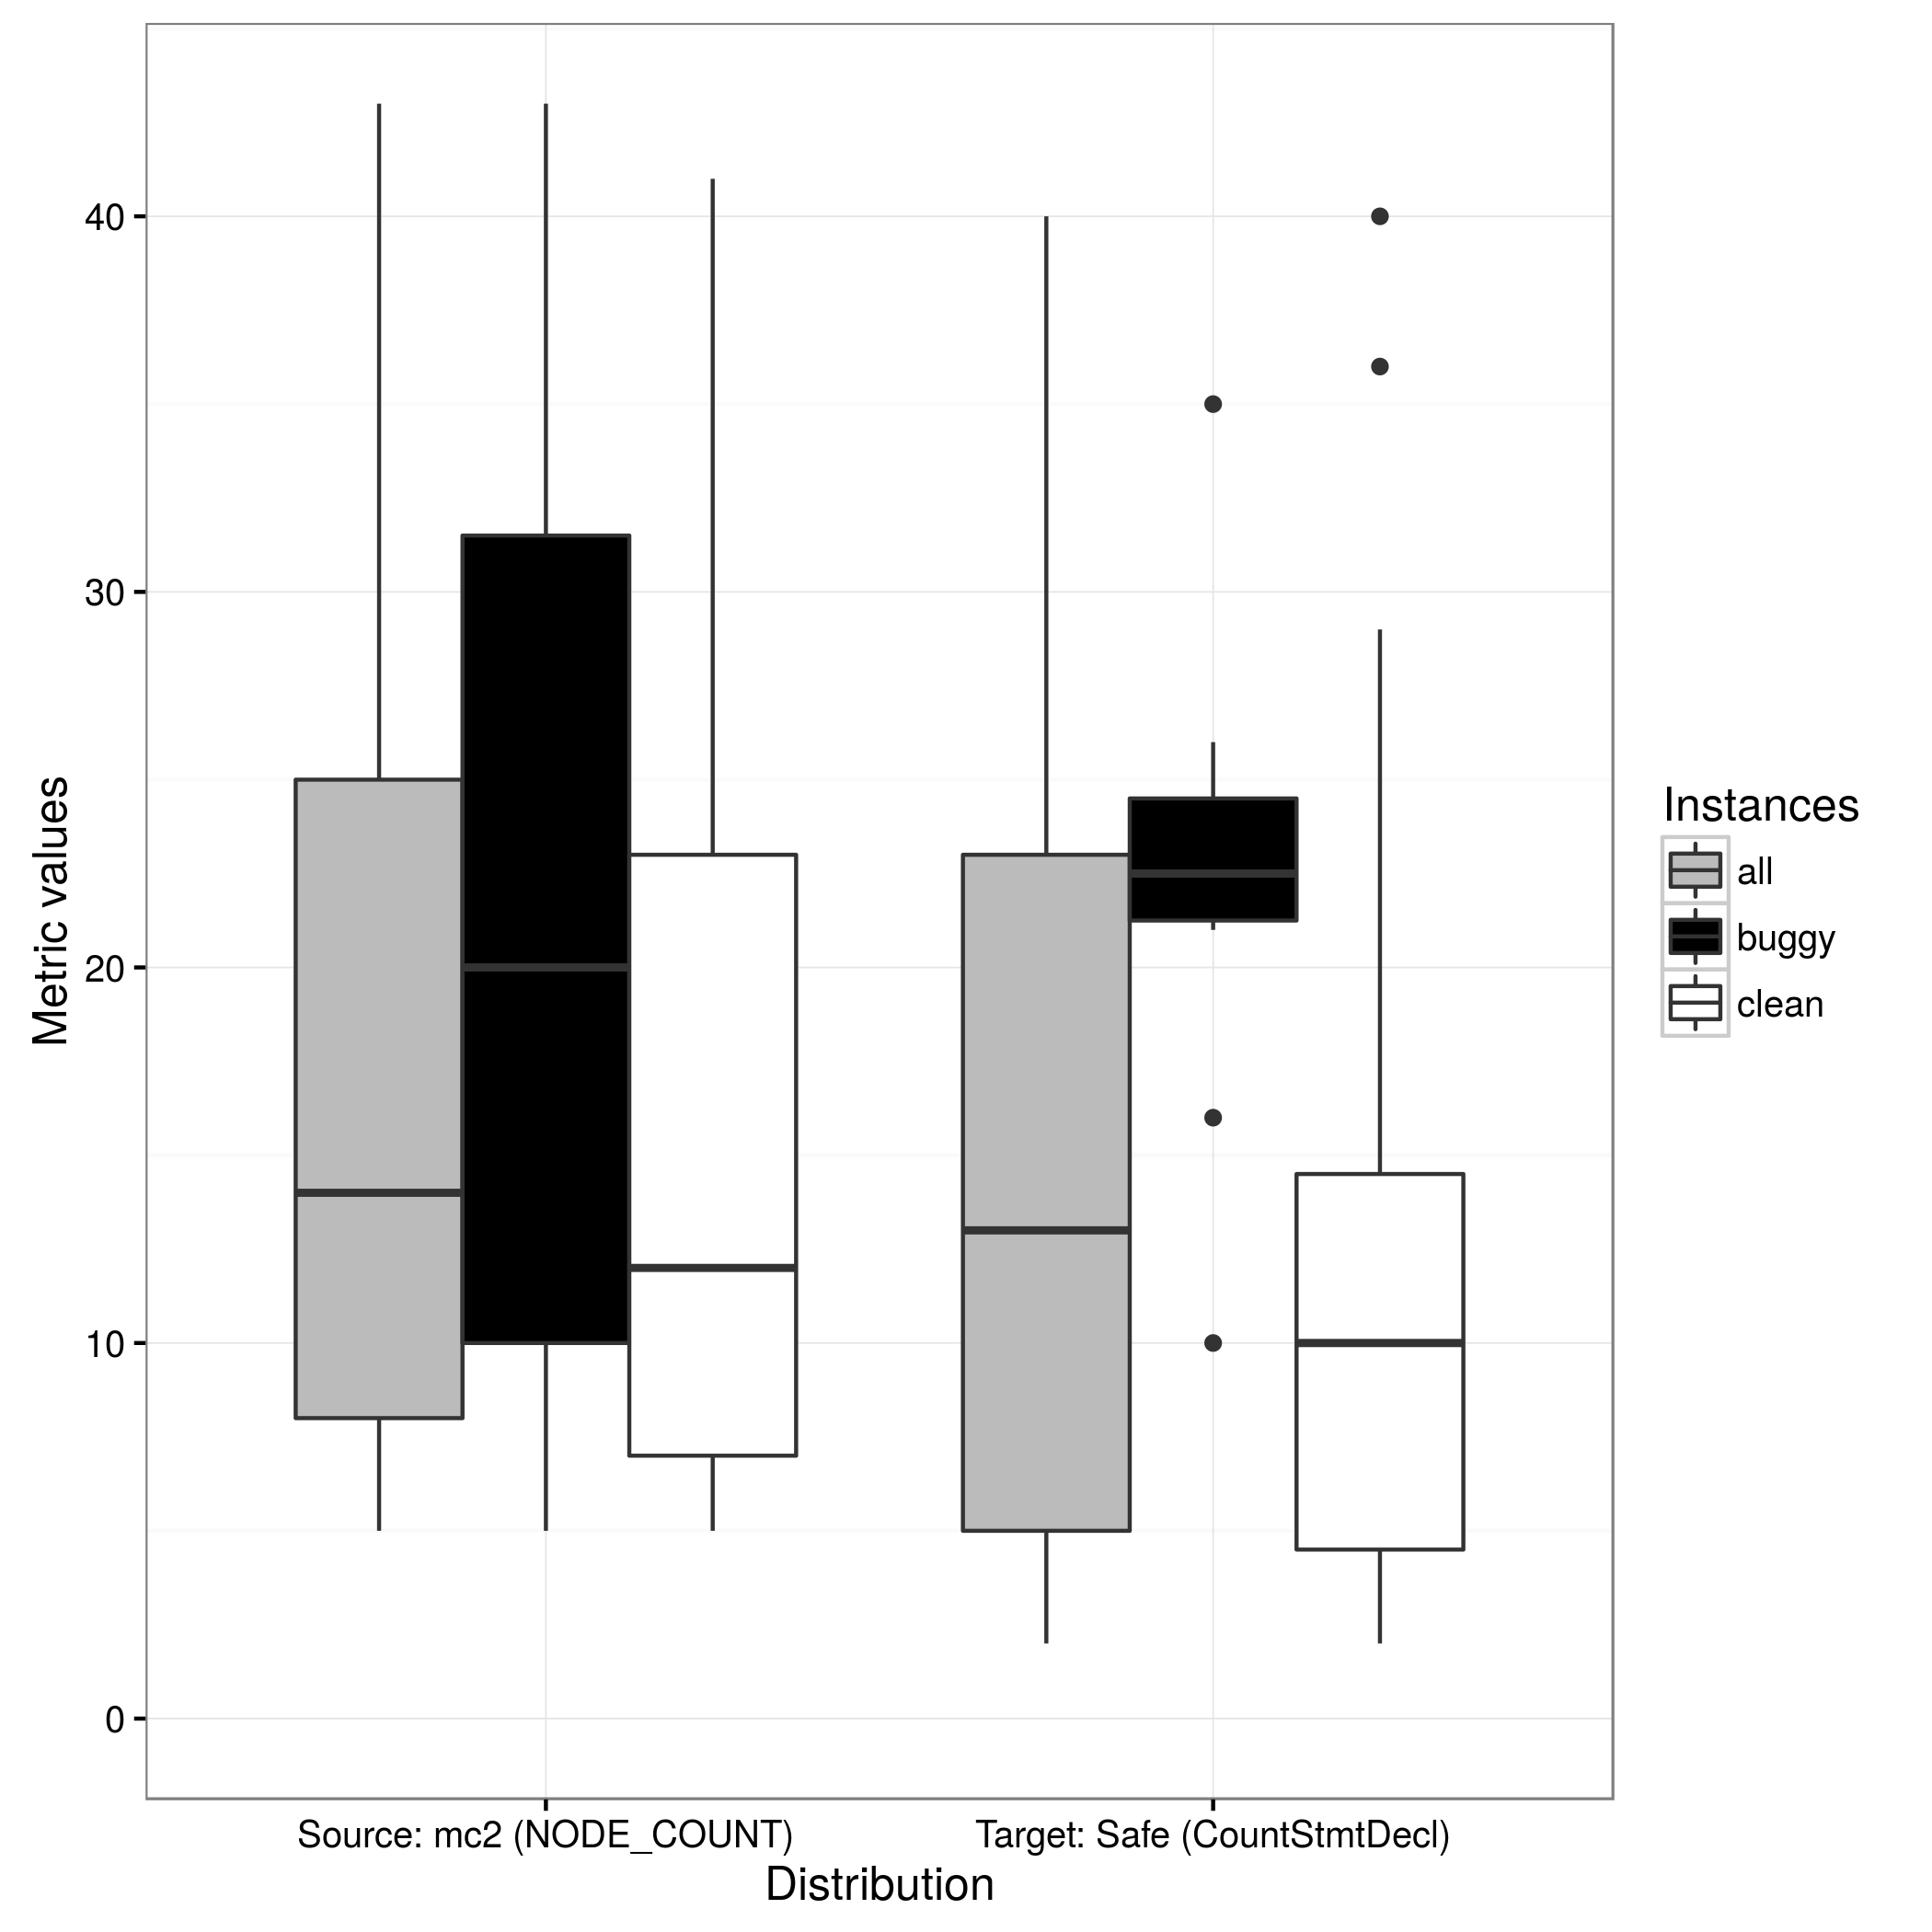 Metric values
40
30
20
10
0
Source: mc2 (NODE_COUNT)
Target: Safe (CountStmtDecl)
Distribution
Instances
all
buggy
clean